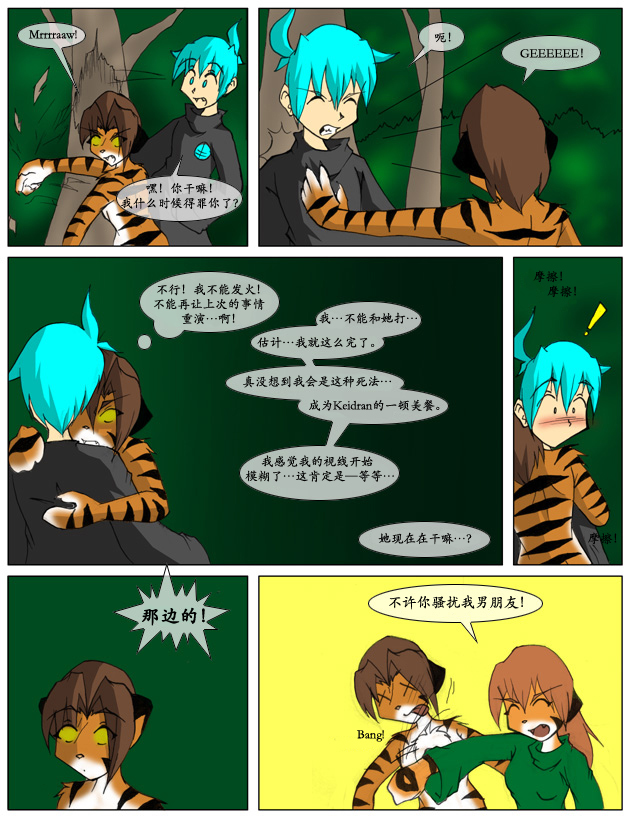 Mrrrraaw!
嘿！你干嘛！
我什么时候得罪你了?
呃！
GEEEEEE!
不行！我不能发火！
不能再让上次的事情
重演…啊！
我…不能和她打…
估计…我就这么完了。
真没想到我会是这种死法…
成为Keidran的一顿美餐。
我感觉我的视线开始
模糊了…这肯定是—等等…
她现在在干嘛…?
摩擦！
摩擦！
!
摩擦！
那边的！
不许你骚扰我男朋友！
Bang!